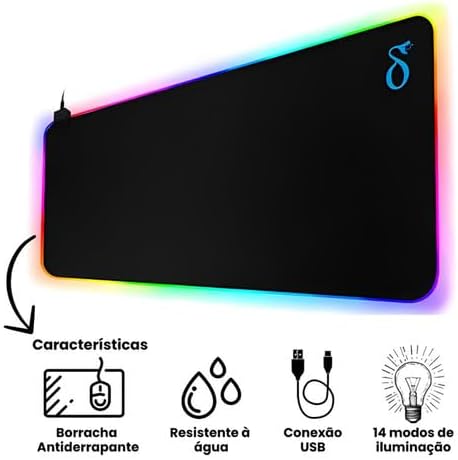 Características
Borracha
Antiderrapante
Resistente à
água
Conexão
USB
14 modos de
iluminação